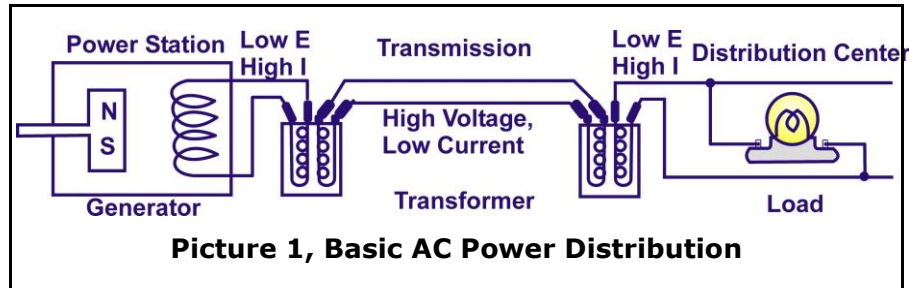 Power Station
Low E
High I
Transmission
Low E
High I
Distribution Center
N
S
High Voltage,
Low Current
Generator
Transformer
Load
Picture 1, Basic AC Power Distribution